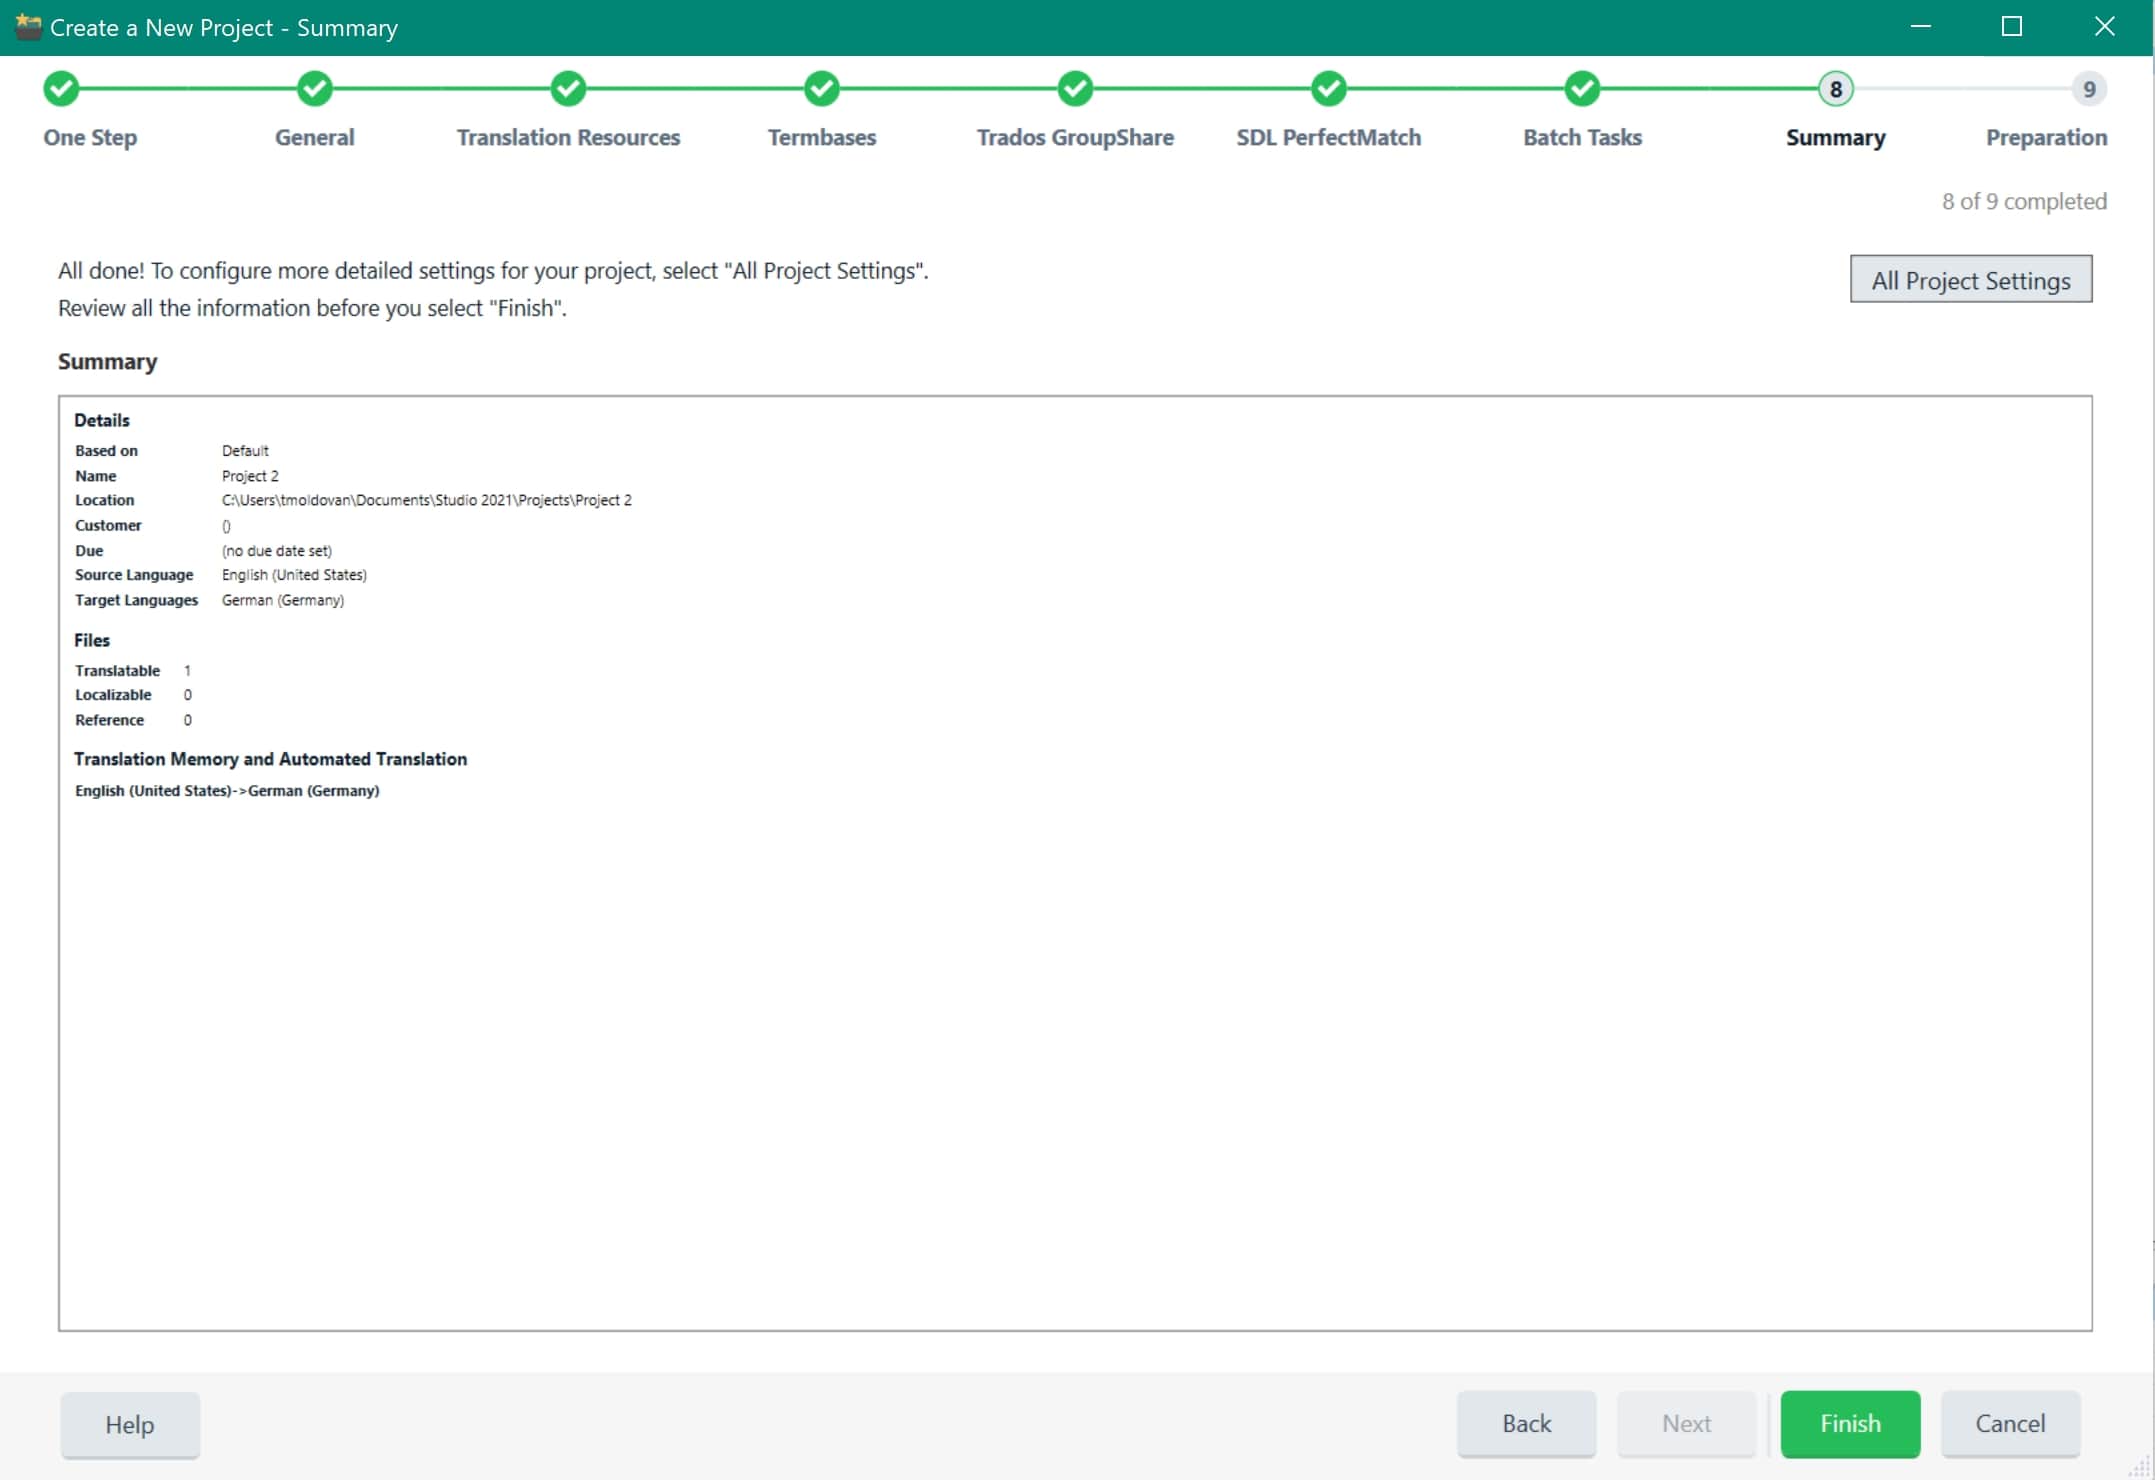 Create a New Project - Summary
8
9
One Step
General
Translation Resources
Termbases
Trados GroupShare
SDL PerfectMatch
Batch Tasks
Summary
Preparation
8 of 9 completed
All done! To configure more detailed settings for your project, select "All Project Settings".
Review all the information before you select "Finish".
All Project Settings
Summary
Details
Based on Default
Name Project 2
Location C:\Users\tmoldovan\Documents\Studio 2021\Projects\Project 2
Customer ()
Due (no due date set)
Source Language English (United States)
Target Languages German (Germany)
Files
Translatable 1
Localizable 0
Reference 0
Translation Memory and Automated Translation
English (United States)->German (Germany)
Help
Back
Next
Finish
Cancel